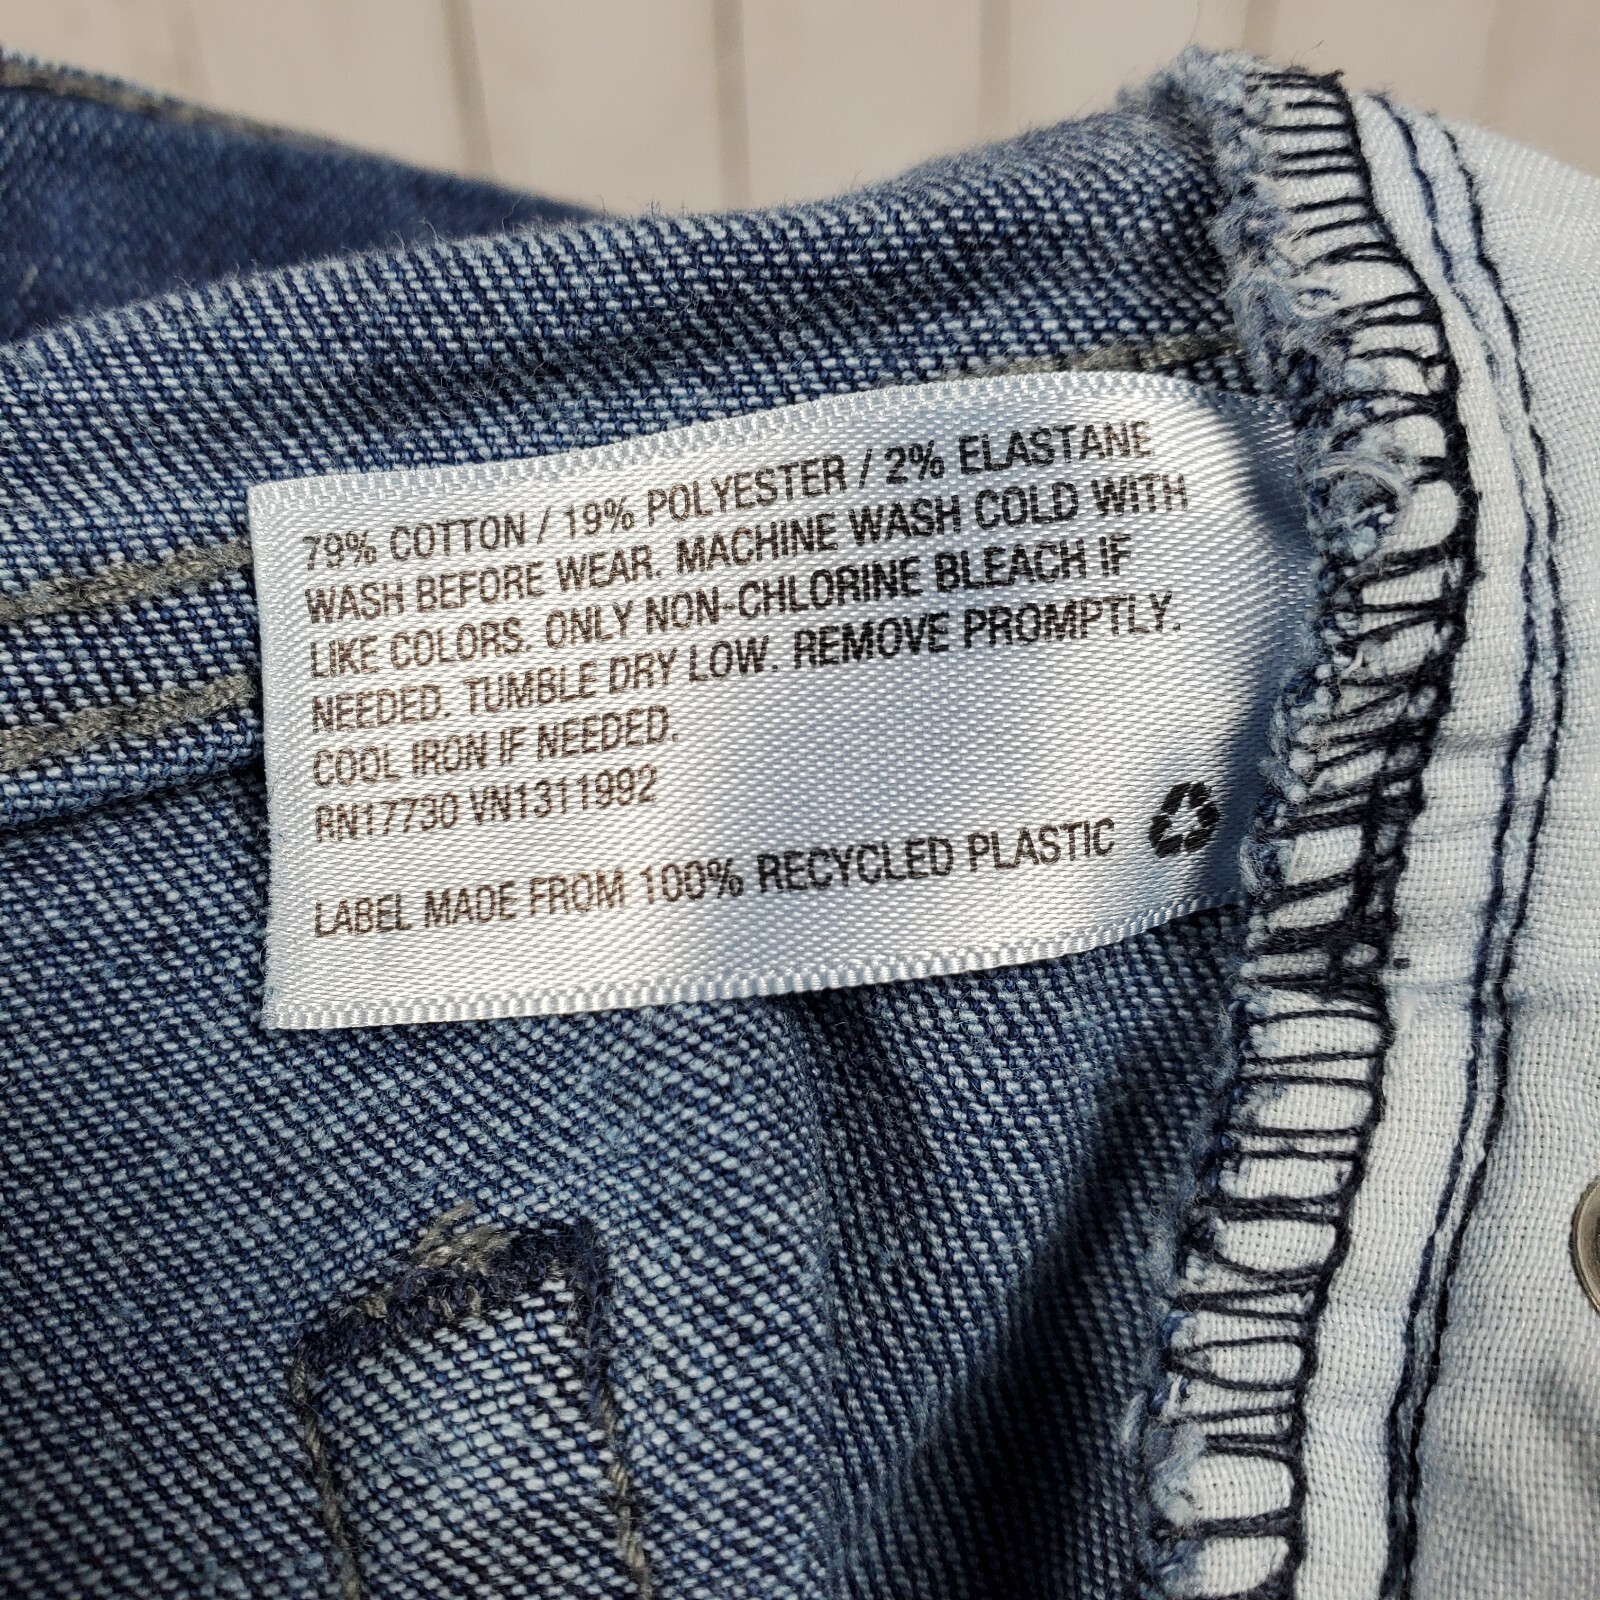 79% COTTON / 19% POLYESTER / 2% ELASTANE
WASH BEFORE WEAR. MACHINE WASH COLD WITH
LIKE COLORS. ONLY NON-CHLORINE BLEACH IF
NEEDED. TUMBLE DRY LOW. REMOVE PROMPTLY.
COOL IRON IF NEEDED.
RN17730 VN1311992
LABEL MADE FROM 100% RECYCLED PLASTIC